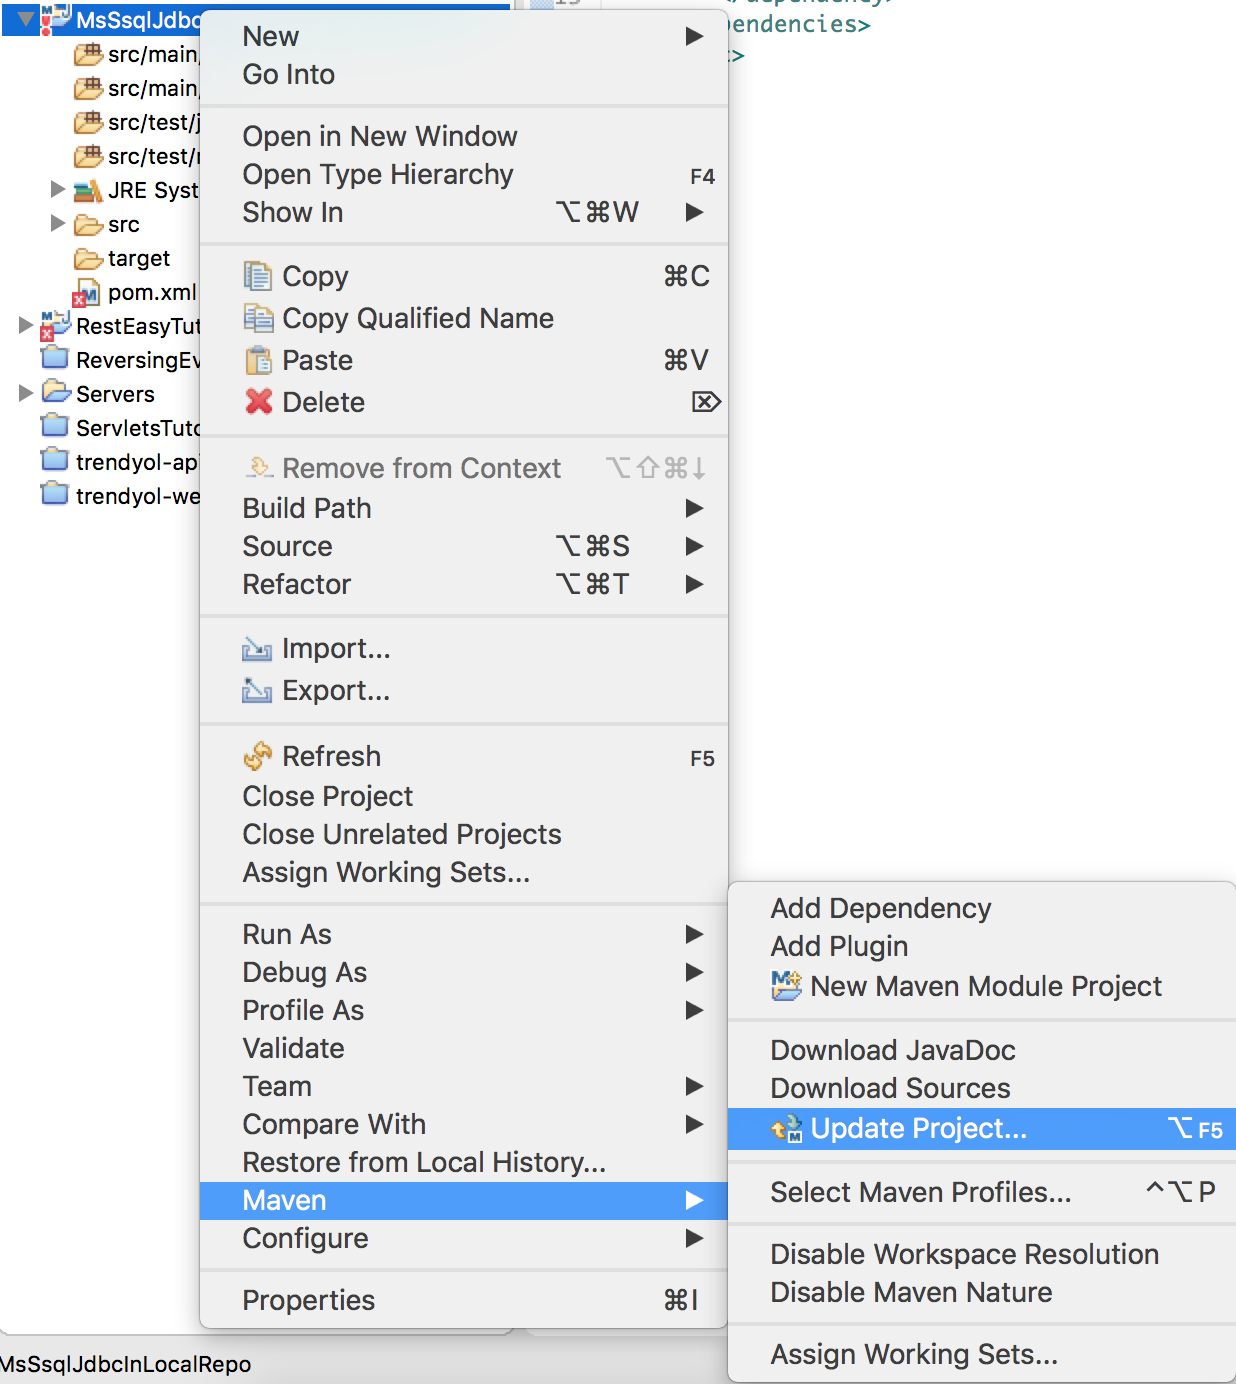 MsSsqlJdbc
src/main/
src/main/
src/test/j
src/test/r
JRE Syst
src
target
pom.xml
RestEasyTut
ReversingEv
Servers
ServletsTuto
trendyol-api
trendyol-we
15
</dependency>
pendencies>
:>
New
Go Into
Open in New Window
Open Type Hierarchy F4
Show In ⌥⌘W
Copy ⌘C
Copy Qualified Name
Paste ⌘V
Delete ⌦
Remove from Context ⌥⇧⌘↓
Build Path
Source ⌥⌘S
Refactor ⌥⌘T
Import...
Export...
Refresh F5
Close Project
Close Unrelated Projects
Assign Working Sets...
Run As
Debug As
Profile As
Validate
Team
Compare With
Restore from Local History...
Maven
Configure
Properties ⌘I
Add Dependency
Add Plugin
New Maven Module Project
Download JavaDoc
Download Sources
Update Project... ⌥F5
Select Maven Profiles... ^⌥P
Disable Workspace Resolution
Disable Maven Nature
Assign Working Sets...
MsSsqlJdbcInLocalRepo